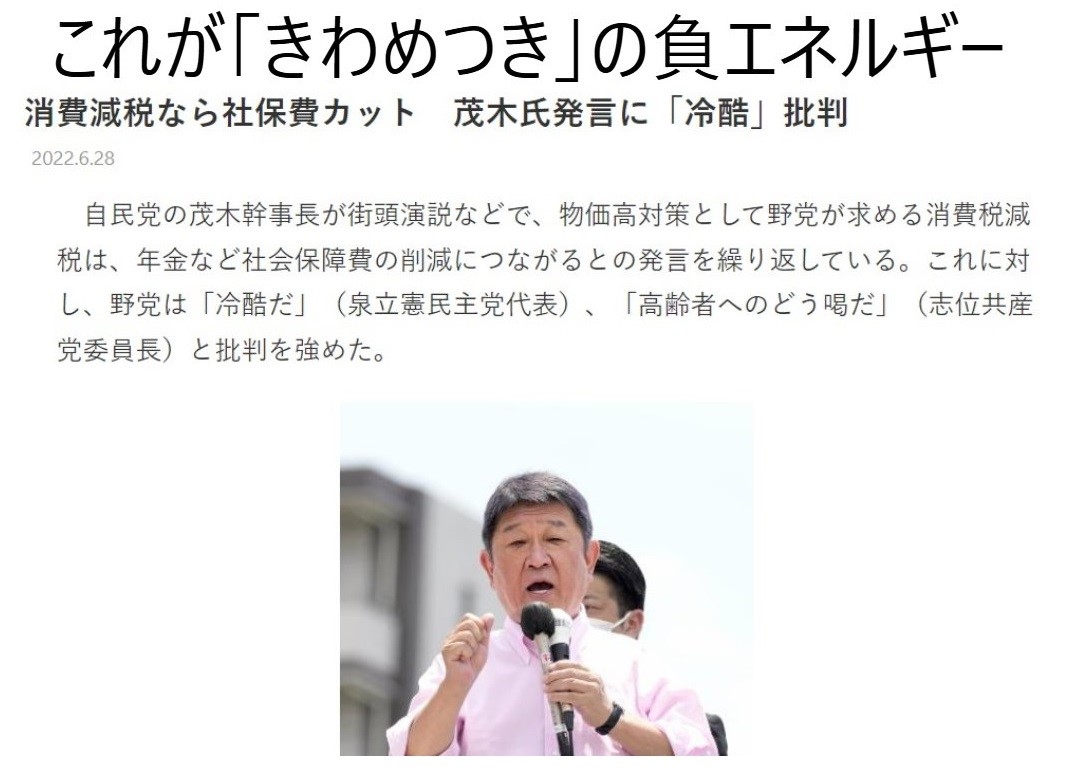 これが｢きわめつき｣の負エネルギー
消費減税なら社保費カット　茂木氏発言に「冷酷」批判
2022.6.28
　自民党の茂木幹事長が街頭演説などで、物価高対策として野党が求める消費税減
税は、年金など社会保障費の削減につながるとの発言を繰り返している。これに対
し、野党は「冷酷だ」（泉立憲民主党代表）、「高齢者へのどう喝だ」（志位共産
党委員長）と批判を強めた。